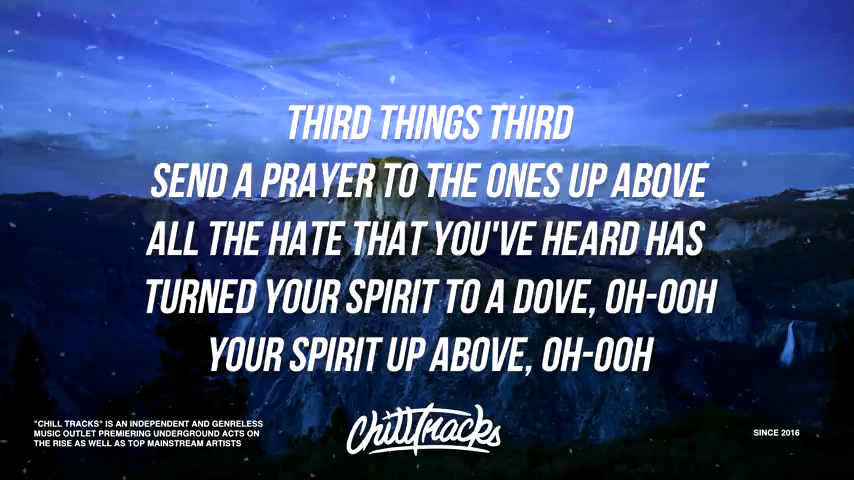 THIRD THINGS THIRD
SEND A PRAYER TO THE ONES UP ABOVE
ALL THE HATE THAT YOU'VE HEARD HAS
TURNED YOUR SPIRIT TO A DOVE, OH-OOH
YOUR SPIRIT UP ABOVE, OH-OOH
"CHILL TRACKS" IS AN INDEPENDENT AND GENRELESS
MUSIC OUTLET PREMIERING UNDERGROUND ACTS ON
THE RISE AS WELL AS TOP MAINSTREAM ARTISTS
Chilltracks
SINCE 2016